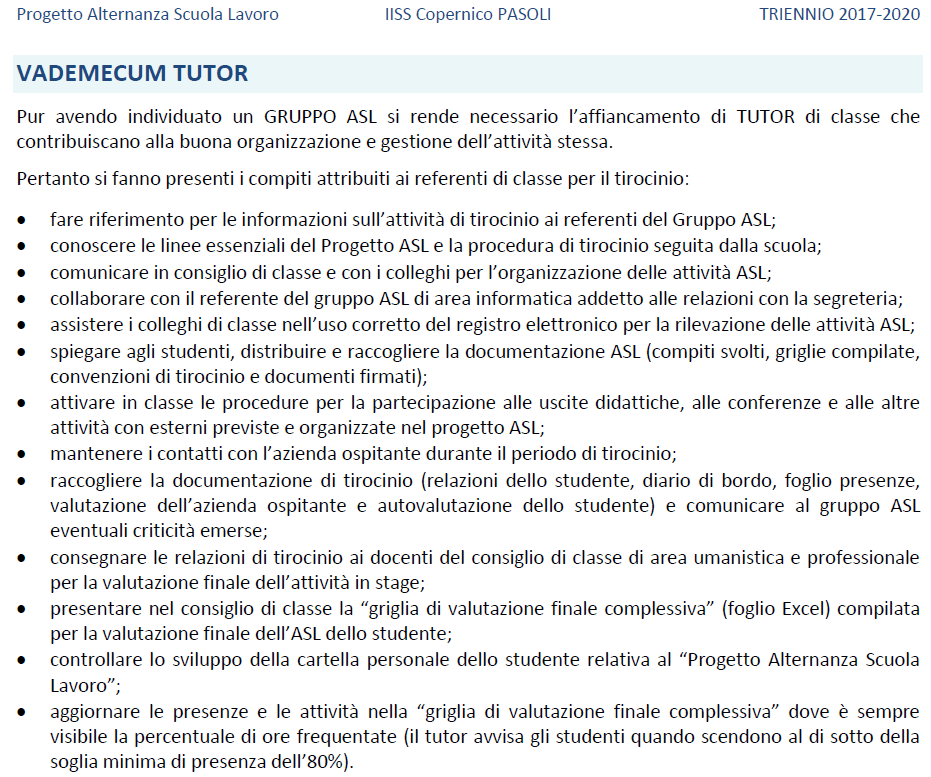 Progetto Alternanza Scuola Lavoro IISS Copernico PASOLI TRIENNIO 2017-2020
VADEMECUM TUTOR
Pur avendo individuato un GRUPPO ASL si rende necessario l’affiancamento di TUTOR di classe che
contribuiscano alla buona organizzazione e gestione dell’attività stessa.
Pertanto si fanno presenti i compiti attribuiti ai referenti di classe per il tirocinio:
• fare riferimento per le informazioni sull’attività di tirocinio ai referenti del Gruppo ASL;
• conoscere le linee essenziali del Progetto ASL e la procedura di tirocinio seguita dalla scuola;
• comunicare in consiglio di classe e con i colleghi per l’organizzazione delle attività ASL;
• collaborare con il referente del gruppo ASL di area informatica addetto alle relazioni con la segreteria;
• assistere i colleghi di classe nell’uso corretto del registro elettronico per la rilevazione delle attività ASL;
• spiegare agli studenti, distribuire e raccogliere la documentazione ASL (compiti svolti, griglie compilate,
convenzioni di tirocinio e documenti firmati);
• attivare in classe le procedure per la partecipazione alle uscite didattiche, alle conferenze e alle altre
attività con esterni previste e organizzate nel progetto ASL;
• mantenere i contatti con l’azienda ospitante durante il periodo di tirocinio;
• raccogliere la documentazione di tirocinio (relazioni dello studente, diario di bordo, foglio presenze,
valutazione dell’azienda ospitante e autovalutazione dello studente) e comunicare al gruppo ASL
eventuali criticità emerse;
• consegnare le relazioni di tirocinio ai docenti del consiglio di classe di area umanistica e professionale
per la valutazione finale dell’attività in stage;
• presentare nel consiglio di classe la “griglia di valutazione finale complessiva” (foglio Excel) compilata
per la valutazione finale dell’ASL dello studente;
• controllare lo sviluppo della cartella personale dello studente relativa al “Progetto Alternanza Scuola
Lavoro”;
• aggiornare le presenze e le attività nella “griglia di valutazione finale complessiva” dove è sempre
visibile la percentuale di ore frequentate (il tutor avvisa gli studenti quando scendono al di sotto della
soglia minima di presenza dell’80%).